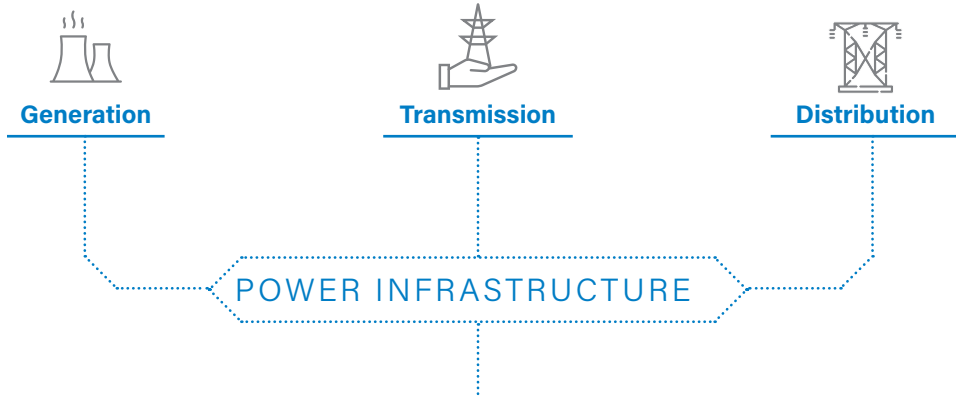 Generation
Transmission
Distribution
POWER INFRASTRUCTURE